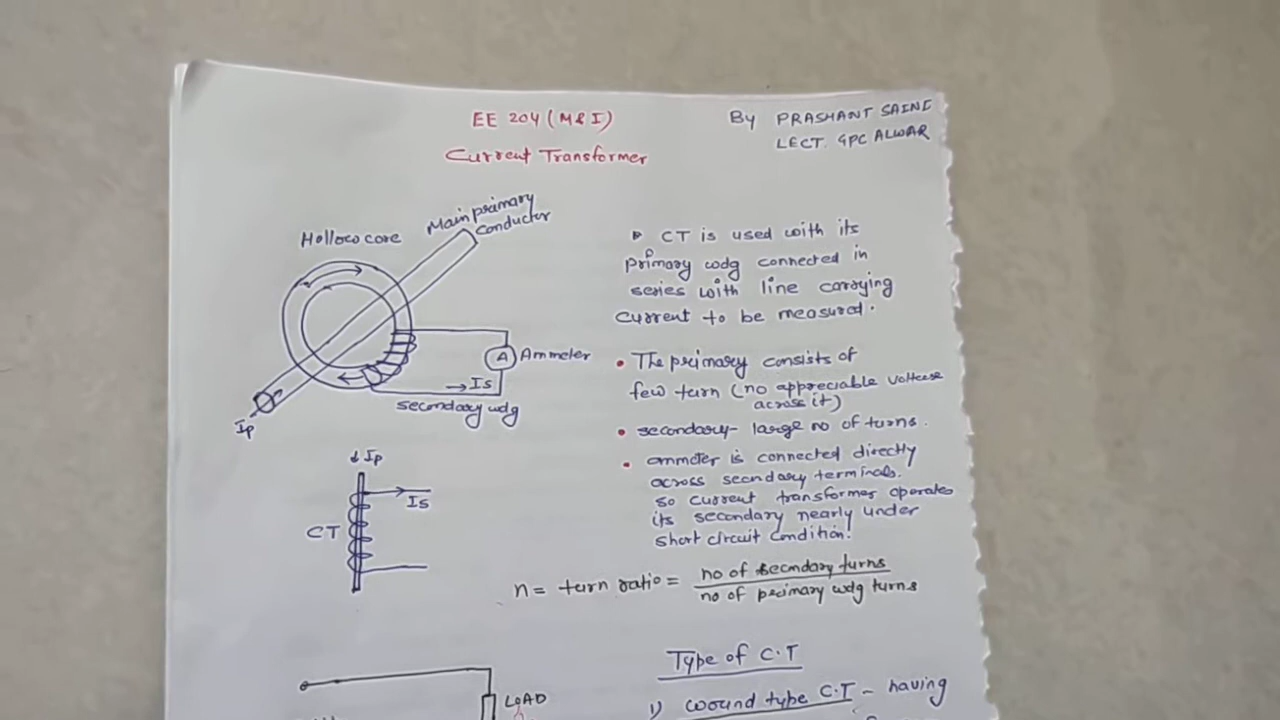 EE 204 (M & I)
Current Transformer
By PRASHANT SAINI
LECT. GPC ALWAR
Hollow core
Main primary
conductor
A
Ammeter
Is
secondary wdg
Ip
CT is used with its
primary wdg connected in
series with line carrying
current to be measured.
• The primary consists of
few turn (no appreciable voltage
across it)
• secondary - large no of turns.
• ammeter is connected directly
across secondary terminals.
so current transformer operates
its secondary nearly under
short circuit condition.
Ip
Is
CT
n = turn ratio = no of secondary turns
no of primary wdg turns
Type of C.T
1) wound type C.T - having
LOAD